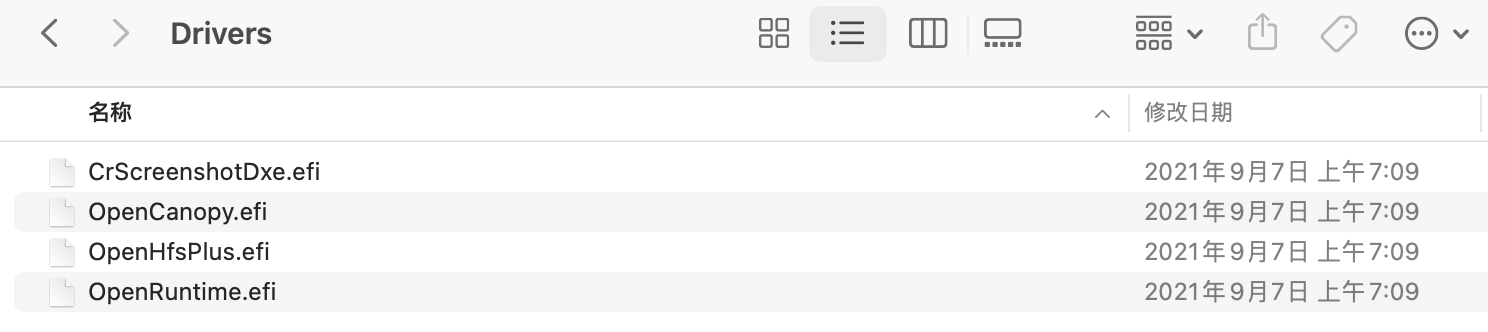 Drivers
名称 修改日期
CrScreenshotDxe.efi 2021年9月7日 上午7:09
OpenCanopy.efi 2021年9月7日 上午7:09
OpenHfsPlus.efi 2021年9月7日 上午7:09
OpenRuntime.efi 2021年9月7日 上午7:09